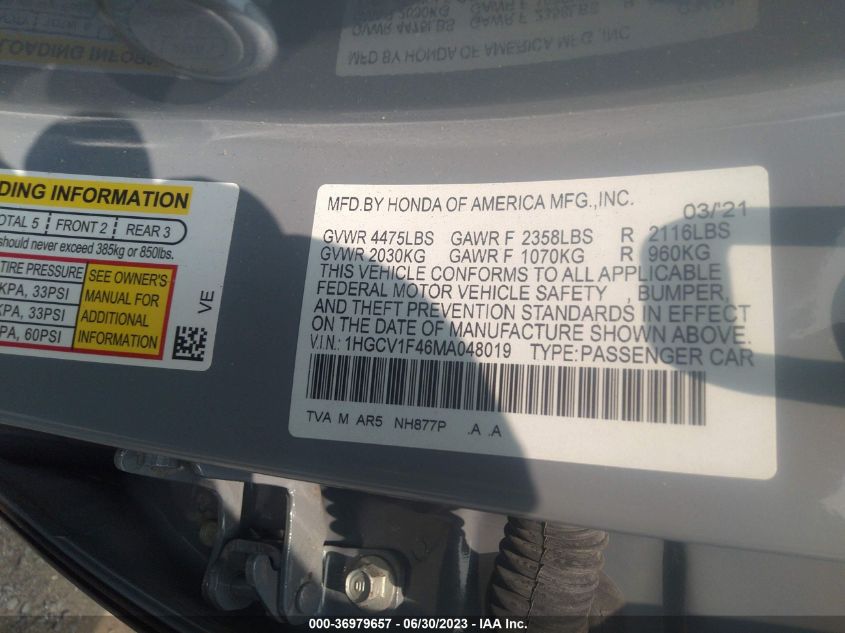 DING INFORMATION
OTAL 5 FRONT 2 REAR 3
should never exceed 385kg or 850lbs.
TIRE PRESSURE
KPA, 33PSI
KPA, 33PSI
PA, 60PSI
SEE OWNER'S
MANUAL FOR
ADDITIONAL
INFORMATION
VE
MFD.BY HONDA OF AMERICA MFG.,INC. 03/'21
GVWR 4475LBS GAWR F 2358LBS R 2116LBS
GVWR 2030KG GAWR F 1070KG R 960KG
THIS VEHICLE CONFORMS TO ALL APPLICABLE
FEDERAL MOTOR VEHICLE SAFETY , BUMPER,
AND THEFT PREVENTION STANDARDS IN EFFECT
ON THE DATE OF MANUFACTURE SHOWN ABOVE.
V.I.N.: 1HGCV1F46MA048019 TYPE:PASSENGER CAR
TVA M AR5 NH877P .A .A
000-36979657 - 06/30/2023 - IAA Inc.